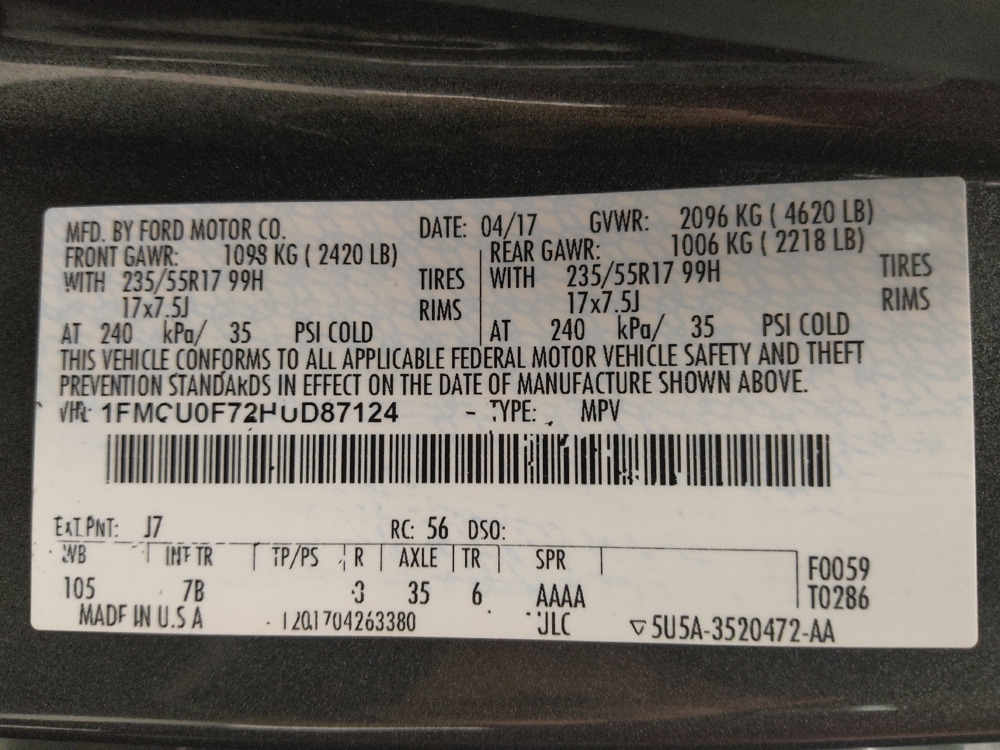 MFD. BY FORD MOTOR CO. DATE: 04/17 GVWR: 2096 KG ( 4620 LB)
FRONT GAWR: 1098 KG ( 2420 LB) REAR GAWR: 1006 KG ( 2218 LB)
WITH 235/55R17 99H TIRES WITH 235/55R17 99H TIRES
17x7.5J RIMS 17x7.5J RIMS
AT 240 kPa/ 35 PSI COLD AT 240 kPa/ 35 PSI COLD
THIS VEHICLE CONFORMS TO ALL APPLICABLE FEDERAL MOTOR VEHICLE SAFETY AND THEFT
PREVENTION STANDARDS IN EFFECT ON THE DATE OF MANUFACTURE SHOWN ABOVE.
VIN: 1FMCU0F72HUD87124 - TYPE: MPV
EXT PNT: J7 RC: 56 DSO:
WB INT TR TP/PS R AXLE TR SPR F0059
105 7B 3 35 6 AAAA T0286
MADE IN U.S.A JLC ▽5U5A-3520472-AA